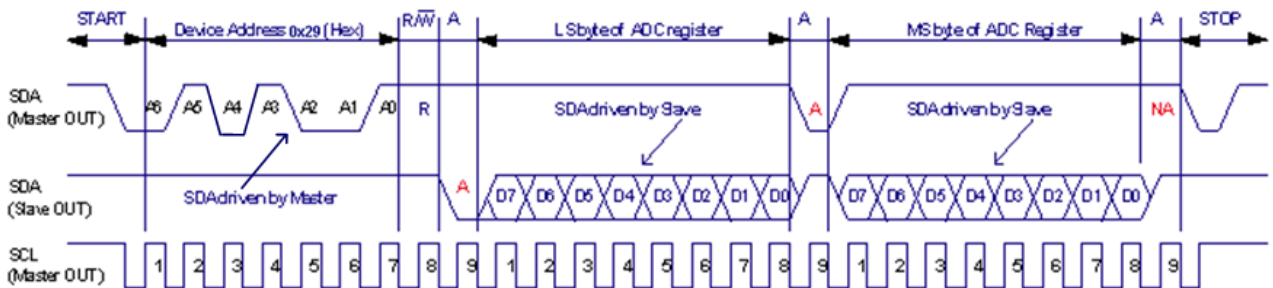 START Device Address 0x29 (Hex) R/W A LSbyte of ADC register A MSbyte of ADC Register A STOP
SDA
(Master OUT)
A6 A5 A4 A3 A2 A1 A0 R SDA driven by Slave A SDA driven by Slave NA
SDA driven by Master
SDA
(Slave OUT)
A D7 D6 D5 D4 D3 D2 D1 D0 D7 D6 D5 D4 D3 D2 D1 D0
SCL
(Master OUT)
1 2 3 4 5 6 7 8 9 1 2 3 4 5 6 7 8 9 1 2 3 4 5 6 7 8 9